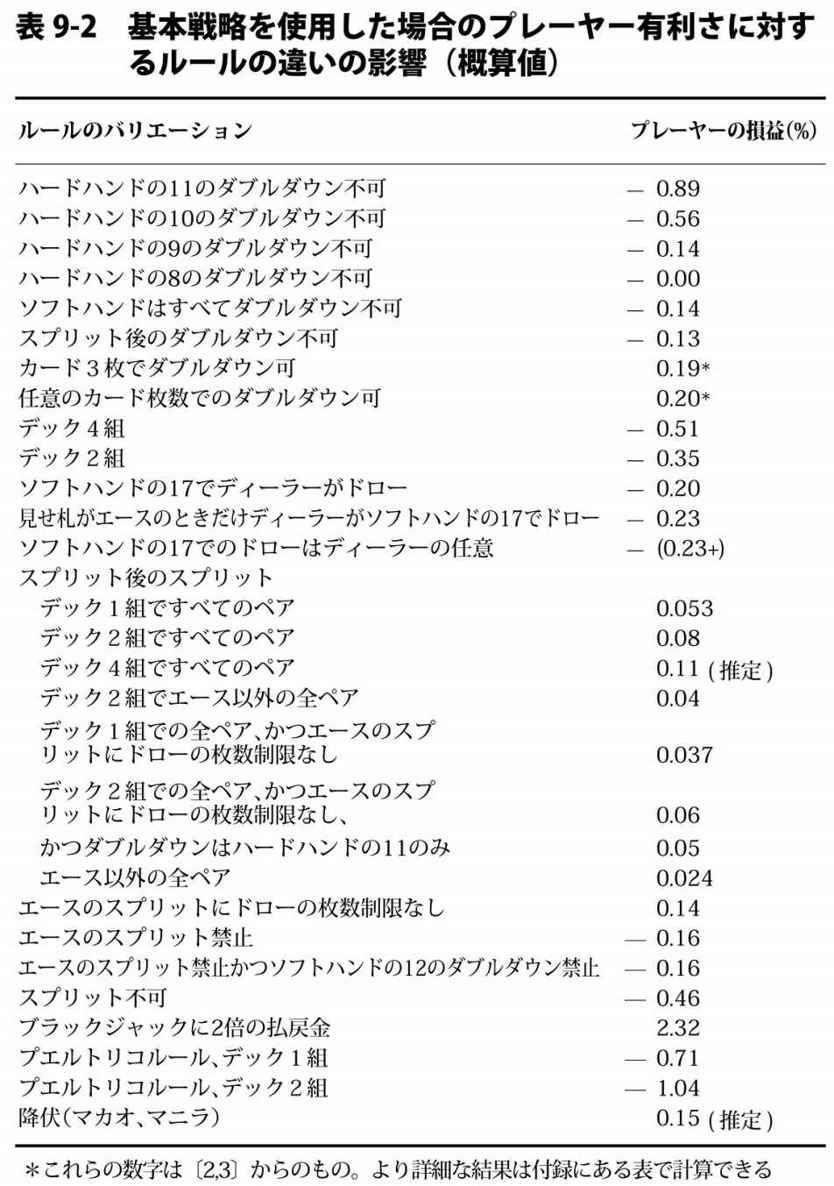 表 9-2 基本戦略を使用した場合のプレーヤー有利さに対す
るルールの違いの影響（概算値）
ルールのバリエーション プレーヤーの損益(%)
ハードハンドの11のダブルダウン不可 — 0.89
ハードハンドの10のダブルダウン不可 — 0.56
ハードハンドの9のダブルダウン不可 — 0.14
ハードハンドの8のダブルダウン不可 — 0.00
ソフトハンドはすべてダブルダウン不可 — 0.14
スプリット後のダブルダウン不可 — 0.13
カード３枚でダブルダウン可 0.19*
任意のカード枚数でのダブルダウン可 0.20*
デック４組 — 0.51
デック２組 — 0.35
ソフトハンドの17でディーラーがドロー — 0.20
見せ札がエースのときだけディーラーがソフトハンドの17でドロー — 0.23
ソフトハンドの17でのドローはディーラーの任意 — (0.23+)
スプリット後のスプリット
デック１組ですべてのペア 0.053
デック２組ですべてのペア 0.08
デック４組ですべてのペア 0.11 (推定)
デック２組でエース以外の全ペア 0.04
デック１組での全ペア、かつエースのスプ
リットにドローの枚数制限なし 0.037
デック２組での全ペア、かつエースのスプ
リットにドローの枚数制限なし、 0.06
かつダブルダウンはハードハンドの11のみ 0.05
エース以外の全ペア 0.024
エースのスプリットにドローの枚数制限なし 0.14
エースのスプリット禁止 — 0.16
エースのスプリット禁止かつソフトハンドの12のダブルダウン禁止 — 0.16
スプリット不可 — 0.46
ブラックジャックに2倍の払戻金 2.32
プエルトリコルール、デック１組 — 0.71
プエルトリコルール、デック２組 — 1.04
降伏（マカオ、マニラ） 0.15 (推定)
＊これらの数字は〔2,3〕からのもの。より詳細な結果は付録にある表で計算できる